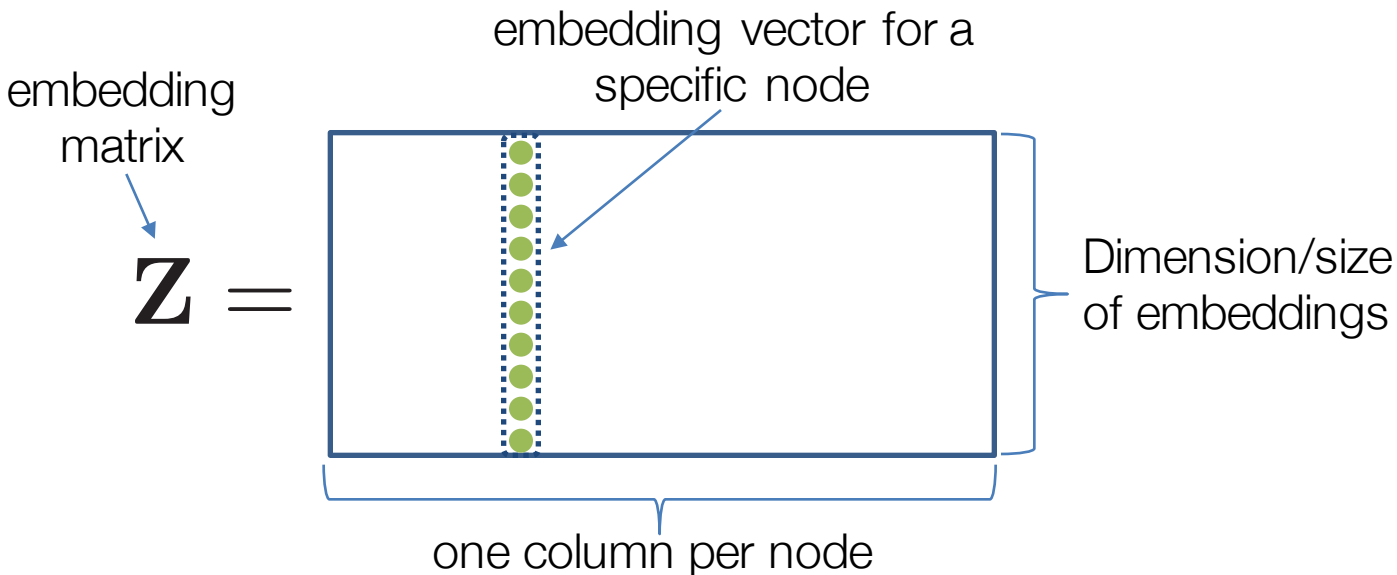 embedding vector for a
specific node
embedding
matrix
Z =
Dimension/size
of embeddings
one column per node